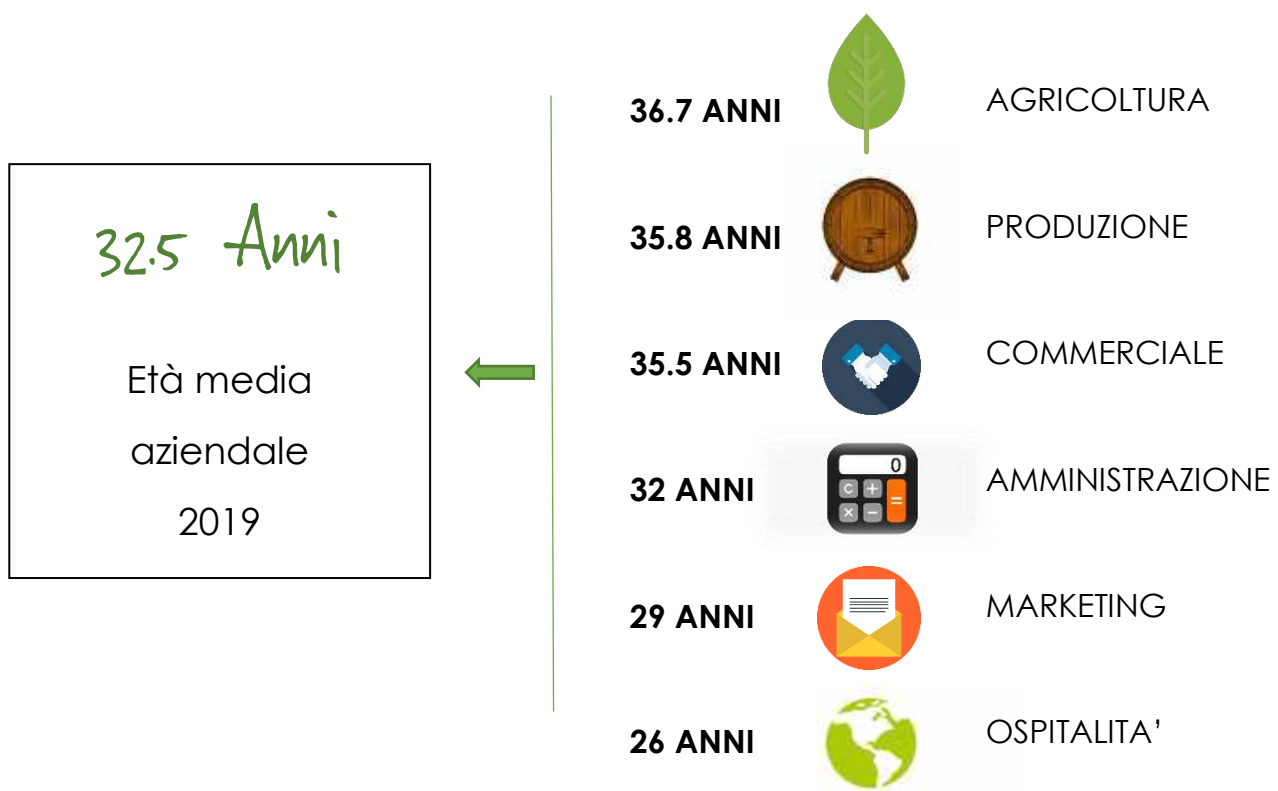 32.5 Anni
Età media
aziendale
2019
36.7 ANNI AGRICOLTURA
35.8 ANNI PRODUZIONE
35.5 ANNI COMMERCIALE
32 ANNI 0 C + × − = AMMINISTRAZIONE
29 ANNI MARKETING
26 ANNI OSPITALITA’